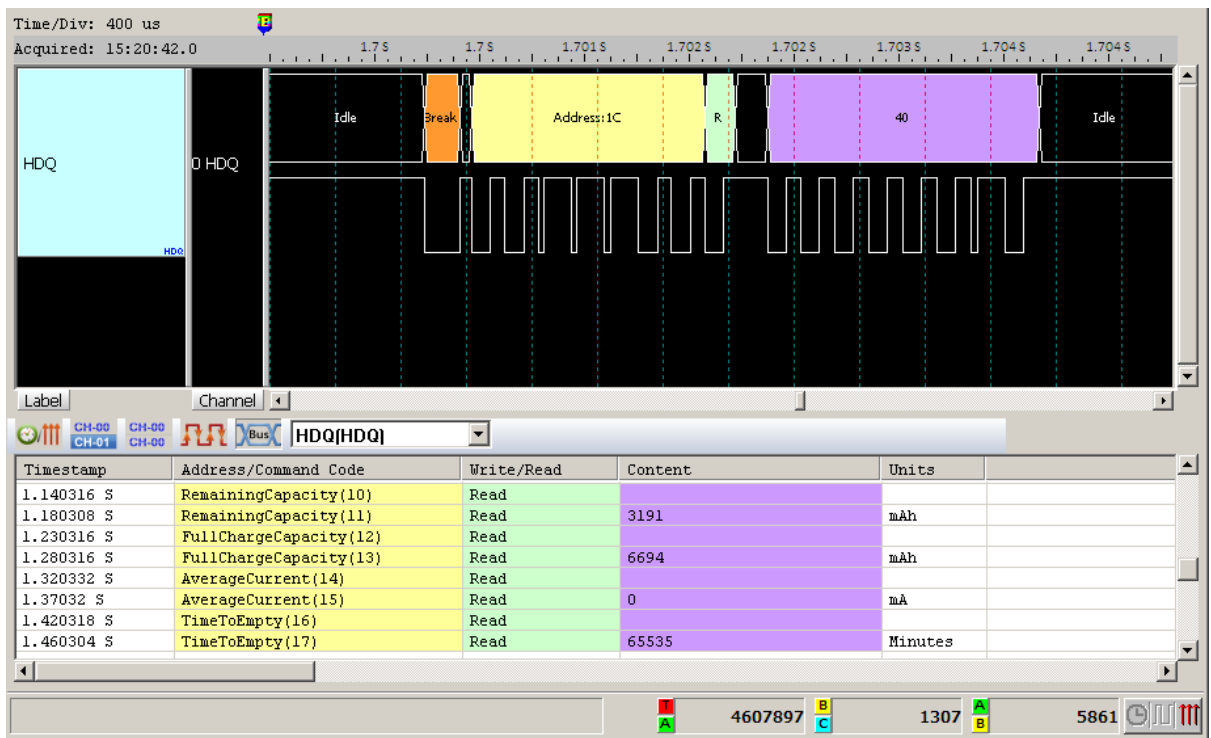 Time/Div: 400 us
Acquired: 15:20:42.0
1.7 S 1.7 S 1.701 S 1.702 S 1.702 S 1.703 S 1.704 S 1.704 S
Idle Break Address:1C R 40 Idle
HDQ 0 HDQ
HDQ
Label Channel
CH-00 CH-01 CH-00 CH-00 Bus HDQ(HDQ)
Timestamp Address/Command Code Write/Read Content Units
1.140316 S RemainingCapacity(10) Read
1.180308 S RemainingCapacity(11) Read 3191 mAh
1.230316 S FullChargeCapacity(12) Read
1.280316 S FullChargeCapacity(13) Read 6694 mAh
1.320332 S AverageCurrent(14) Read
1.37032 S AverageCurrent(15) Read 0 mA
1.420318 S TimeToEmpty(16) Read
1.460304 S TimeToEmpty(17) Read 65535 Minutes
T A 4607897 B C 1307 A B 5861